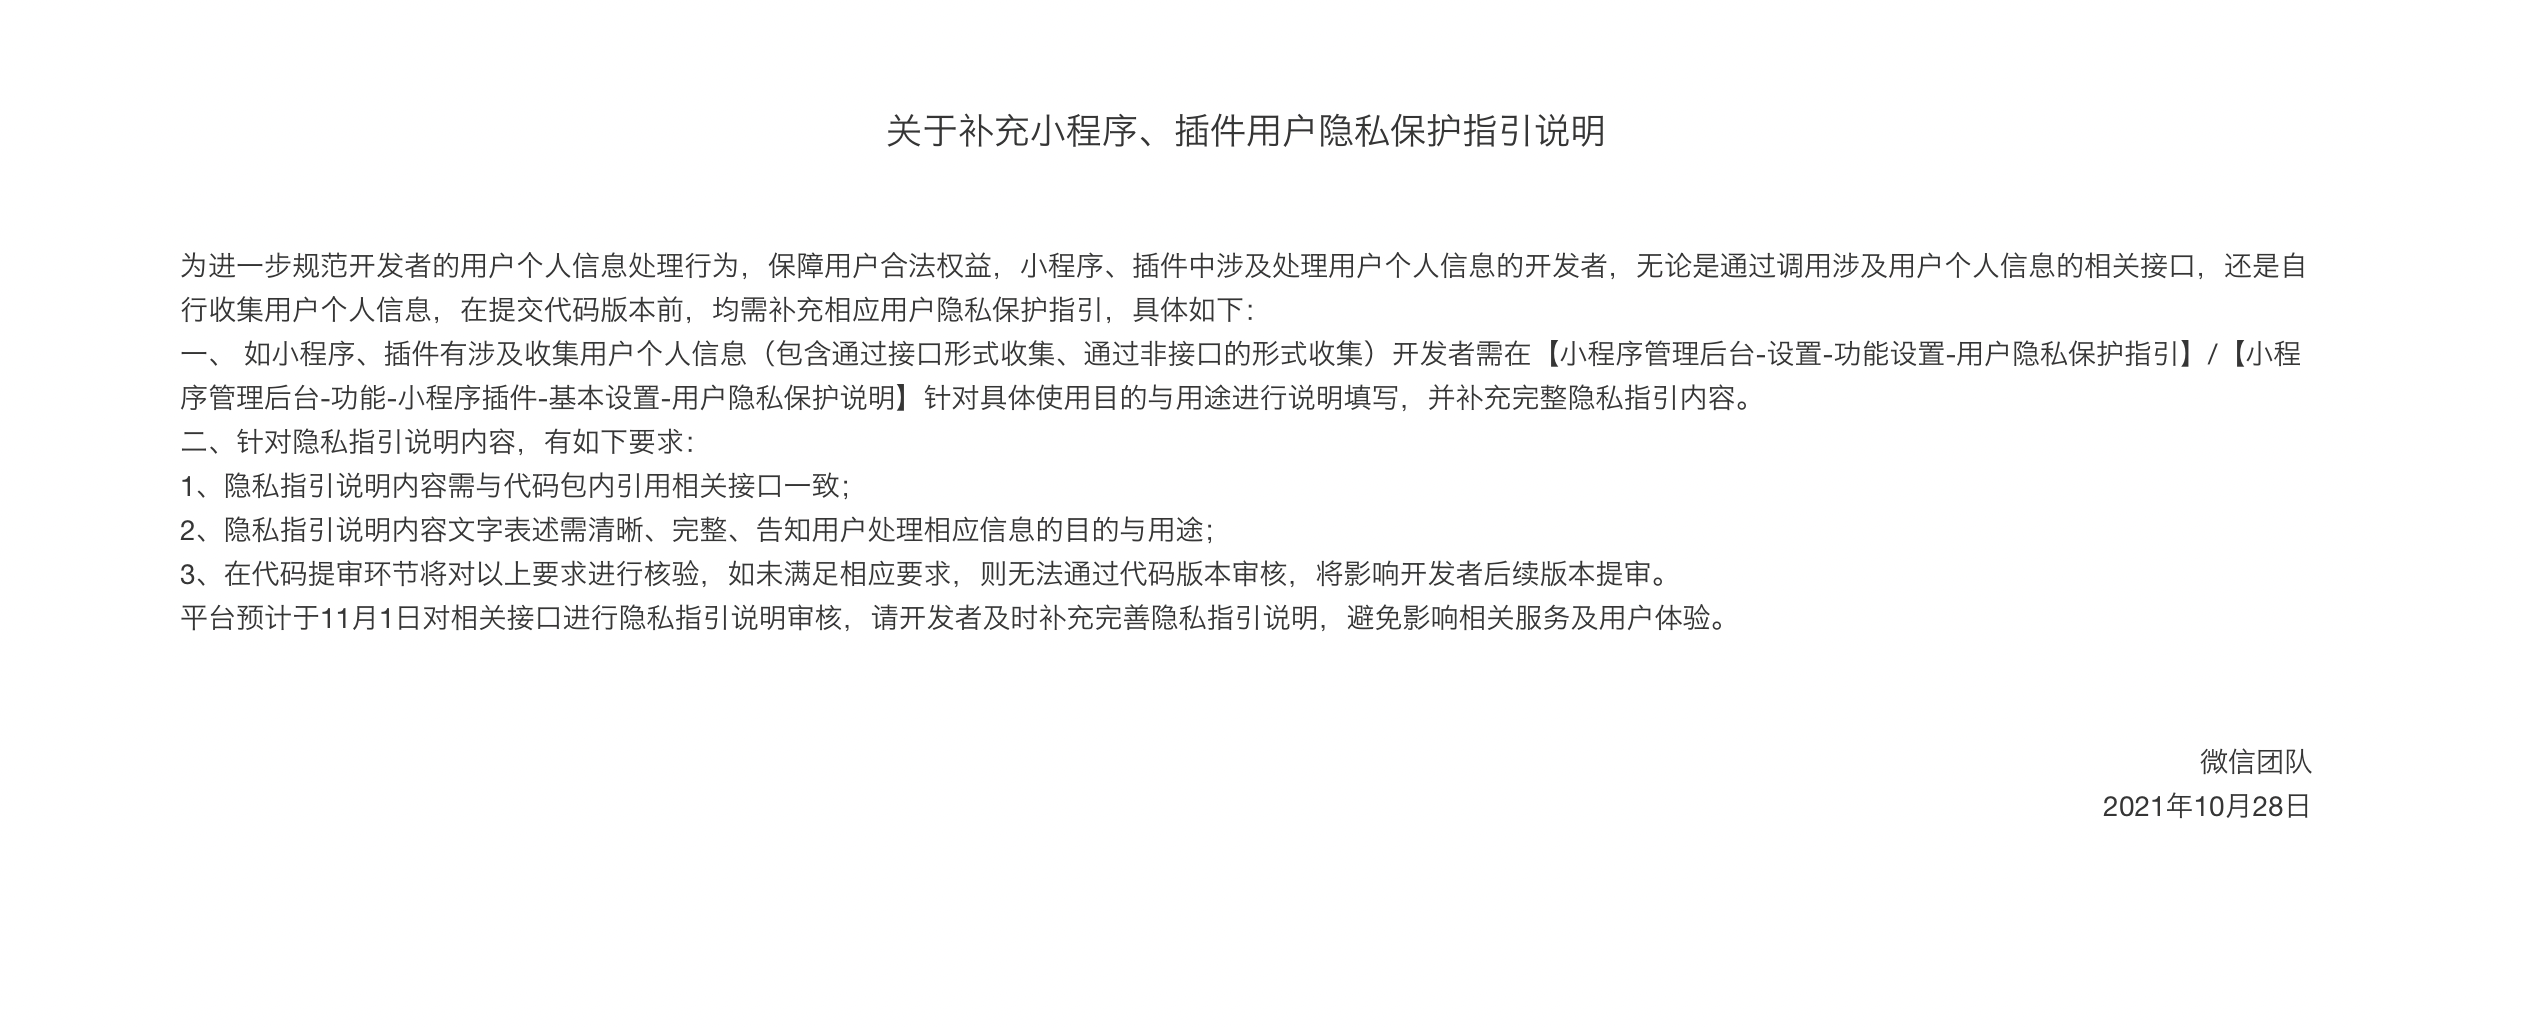 关于补充小程序、插件用户隐私保护指引说明
为进一步规范开发者的用户个人信息处理行为，保障用户合法权益，小程序、插件中涉及处理用户个人信息的开发者，无论是通过调用涉及用户个人信息的相关接口，还是自
行收集用户个人信息，在提交代码版本前，均需补充相应用户隐私保护指引，具体如下：
一、 如小程序、插件有涉及收集用户个人信息（包含通过接口形式收集、通过非接口的形式收集）开发者需在【小程序管理后台-设置-功能设置-用户隐私保护指引】/【小程
序管理后台-功能-小程序插件-基本设置-用户隐私保护说明】针对具体使用目的与用途进行说明填写，并补充完整隐私指引内容。
二、针对隐私指引说明内容，有如下要求：
1、隐私指引说明内容需与代码包内引用相关接口一致；
2、隐私指引说明内容文字表述需清晰、完整、告知用户处理相应信息的目的与用途；
3、在代码提审环节将对以上要求进行核验，如未满足相应要求，则无法通过代码版本审核，将影响开发者后续版本提审。
平台预计于11月1日对相关接口进行隐私指引说明审核，请开发者及时补充完善隐私指引说明，避免影响相关服务及用户体验。
微信团队
2021年10月28日